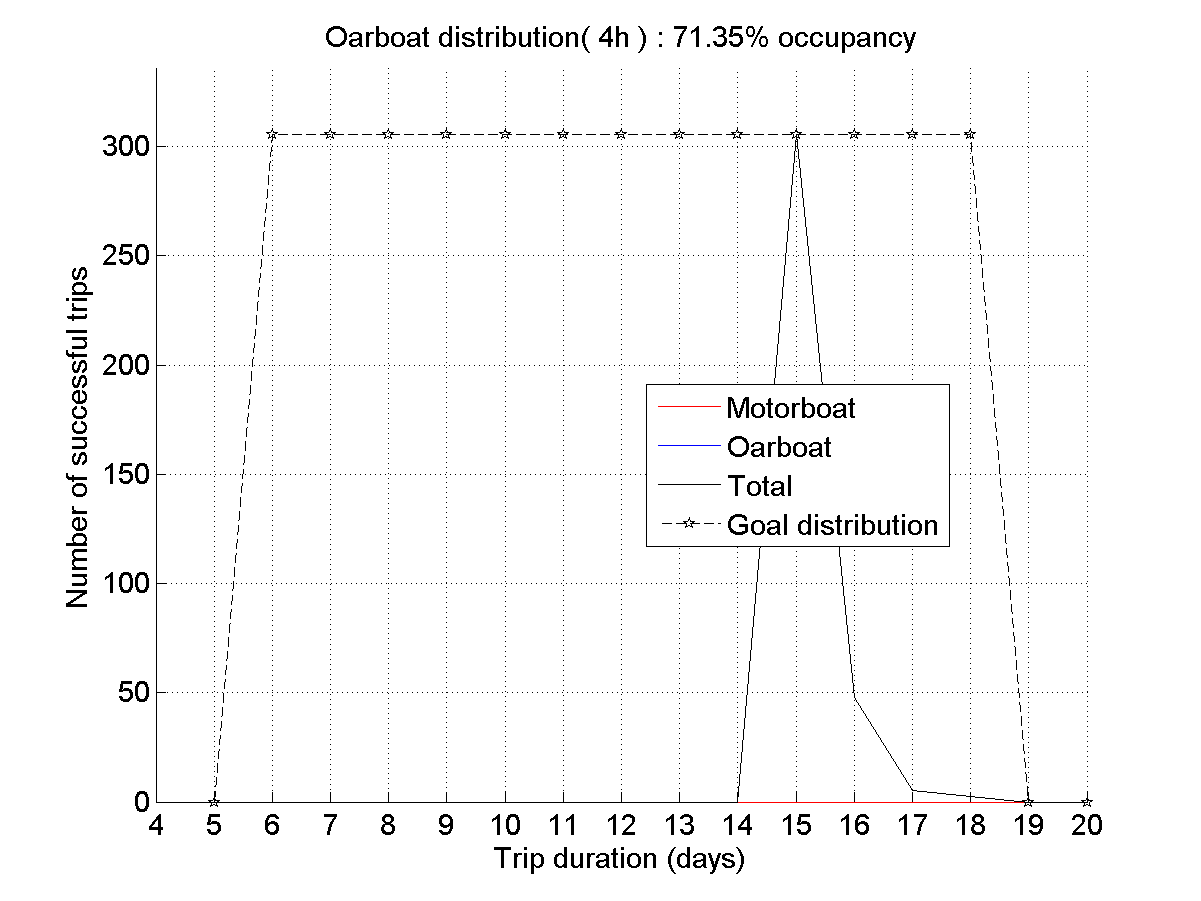 Oarboat distribution( 4h ) : 71.35% occupancy
Number of successful trips
300
250
200
150
100
50
0
Motorboat
Oarboat
Total
Goal distribution
4 5 6 7 8 9 10 11 12 13 14 15 16 17 18 19 20
Trip duration (days)